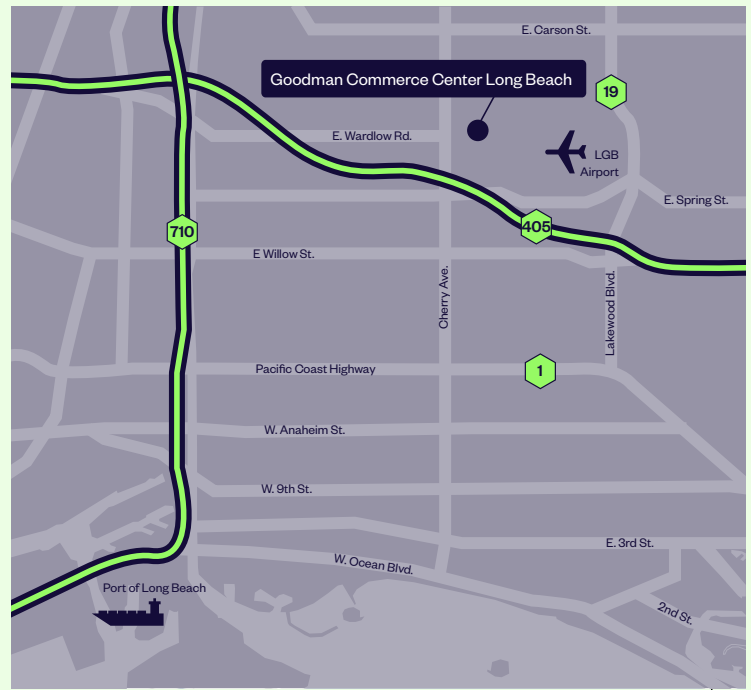 E. Carson St.
Goodman Commerce Center Long Beach
19
E. Wardlow Rd.
LGB
Airport
E. Spring St.
710
405
E Willow St.
Cherry Ave.
Lakewood Blvd.
Pacific Coast Highway
1
W. Anaheim St.
W. 9th St.
E. 3rd St.
W. Ocean Blvd.
Port of Long Beach
2nd St.